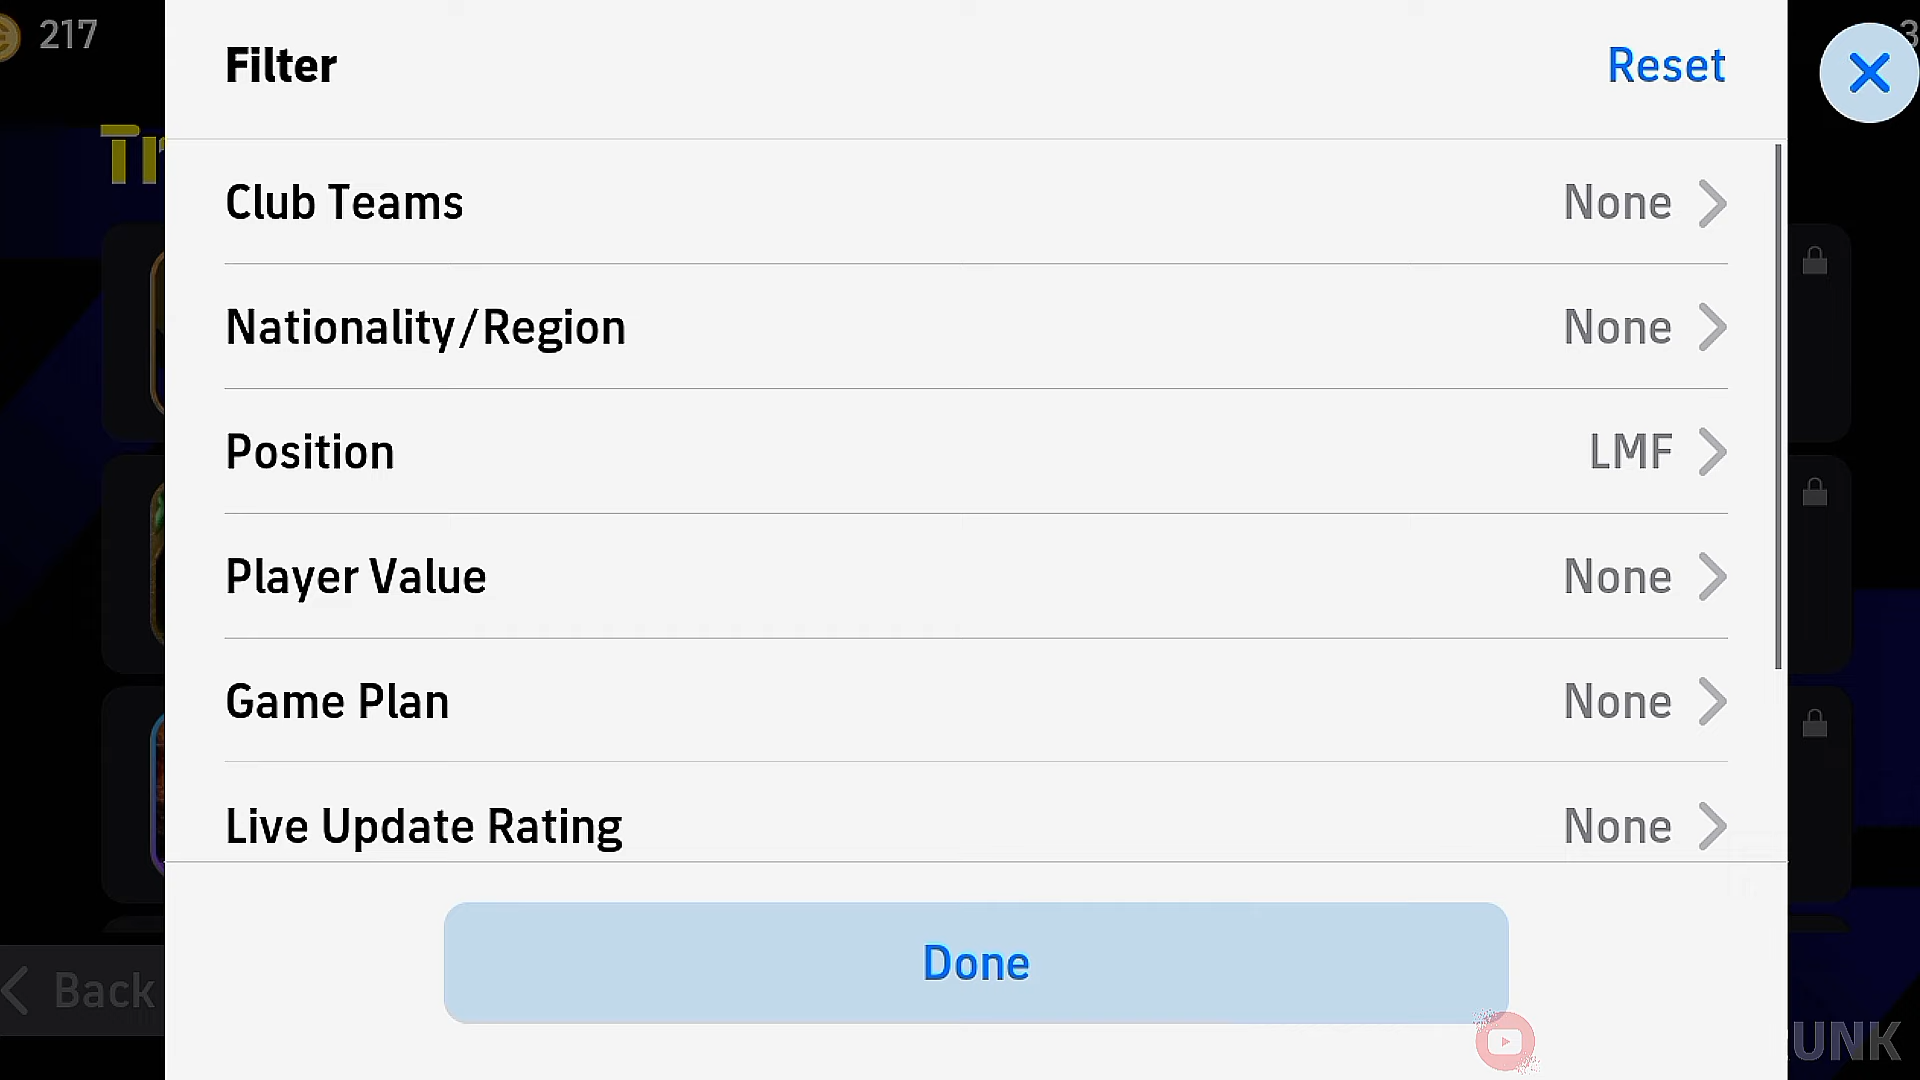 217
Filter
Reset
Club Teams
None
Nationality/Region
None
Position
LMF
Player Value
None
Game Plan
None
Live Update Rating
None
Done
Back